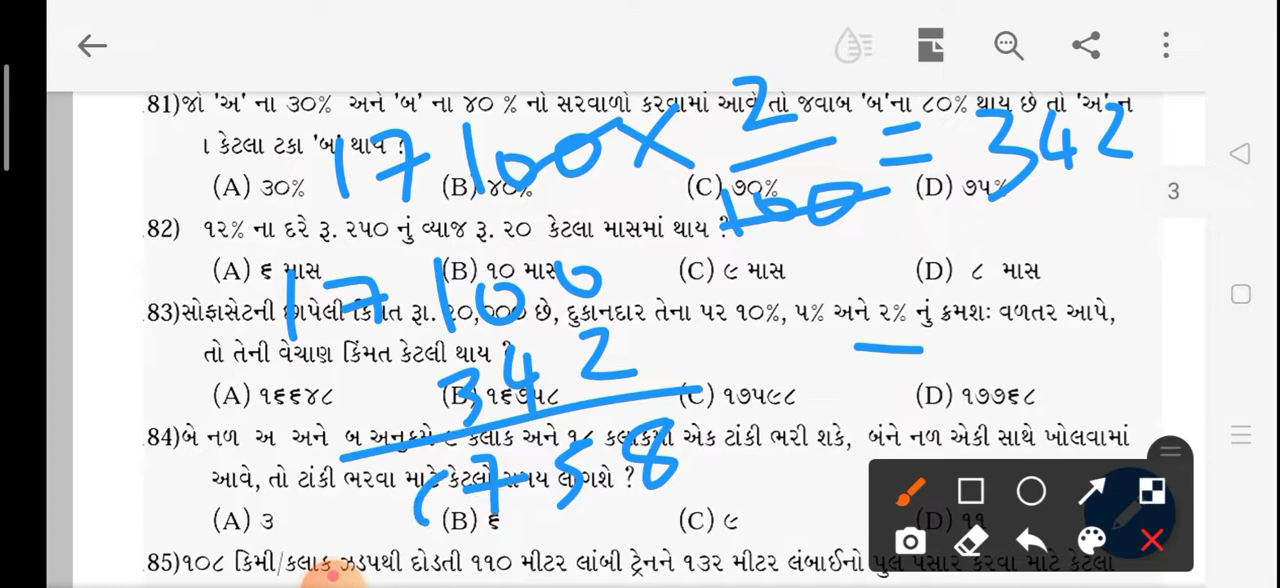 81)જો 'અ' ના ૩૦% અને 'બ' ના ૪૦ % નો સરવાળો કરવામાં આવે તો જવાબ 'બ'ના ૮૦% થાય છે તો 'અ'ન
ા કેટલા ટકા 'બ' થાય ?
17100 × 2/100 = 342
(A) ૩૦% (B) ૪૦% (C) ૭૦% (D) ૭૫%
3
82) ૧૨% ના દરે રૂ. ૨૫૦ નું વ્યાજ રૂ. ૨૦ કેટલા માસમાં થાય ?
(A) ૬ માસ (B) ૧૦ માસ (C) ૯ માસ (D) ૮ માસ
17100
83)સોફાસેટની છાપેલી કિંમત રૂા. ૨૦,૦૦૦ છે, દુકાનદાર તેના પર ૧૦%, ૫% અને ૨% નું ક્રમશઃ વળતર આપે,
તો તેની વેચાણ કિંમત કેટલી થાય ?
342
(A) ૧૬૬૪૮ (B) ૧૬૭૫૮ (C) ૧૭૫૯૮ (D) ૧૭૭૬૮
84)બે નળ અ અને બ અનુક્રમે ૯ કલાક અને ૧૮ કલાકમાં એક ટાંકી ભરી શકે, બંને નળ એકી સાથે ખોલવામાં
આવે, તો ટાંકી ભરવા માટે કેટલો સમય લાગશે ?
6758
(A) ૩ (B) ૬ (C) ૯ (D) ૧૧
85)૧૦૮ કિમી/કલાક ઝડપથી દોડતી ૧૧૦ મીટર લાંબી ટ્રેનને ૧૩૨ મીટર લંબાઈનો પુલ પસાર કરવા માટે કેટલો